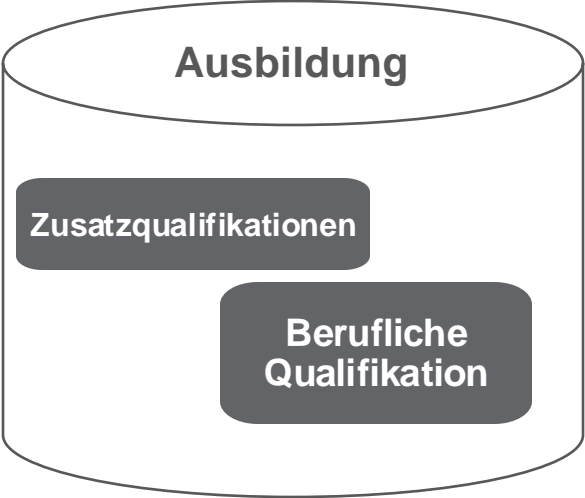 Ausbildung
Zusatzqualifikationen
Berufliche
Qualifikation